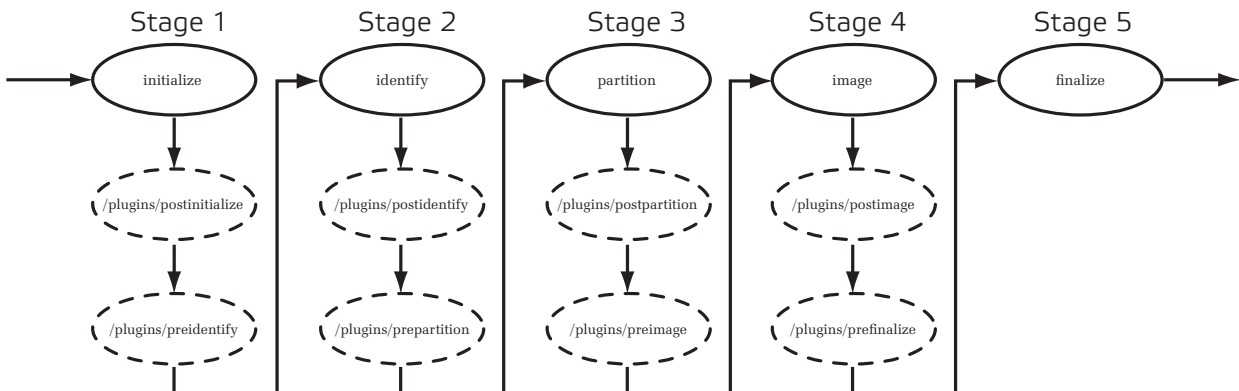 Stage 1
Stage 2
Stage 3
Stage 4
Stage 5
initialize
identify
partition
image
finalize
/plugins/postinitialize
/plugins/postidentify
/plugins/postpartition
/plugins/postimage
/plugins/preidentify
/plugins/prepartition
/plugins/preimage
/plugins/prefinalize